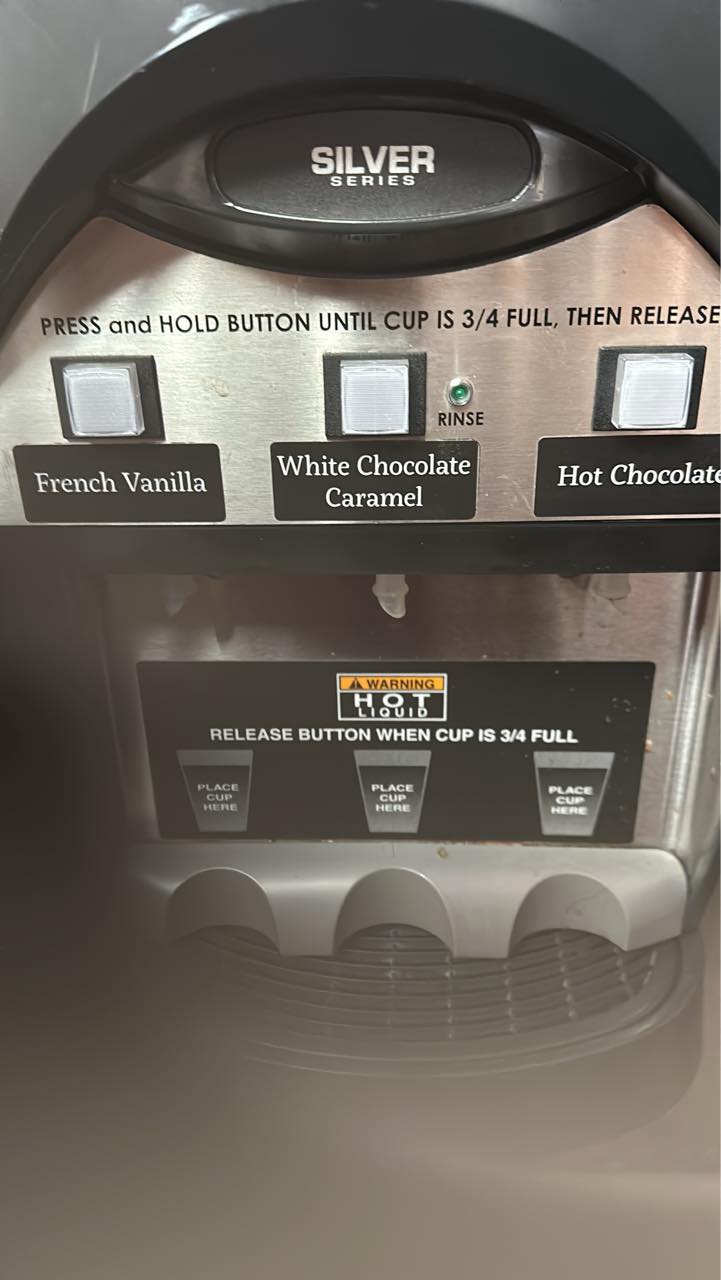 SILVER
SERIES
PRESS and HOLD BUTTON UNTIL CUP IS 3/4 FULL, THEN RELEASE
RINSE
French Vanilla
White Chocolate
Caramel
Hot Chocolate
WARNING
HOT
LIQUID
RELEASE BUTTON WHEN CUP IS 3/4 FULL
PLACE
CUP
HERE
PLACE
CUP
HERE
PLACE
CUP
HERE